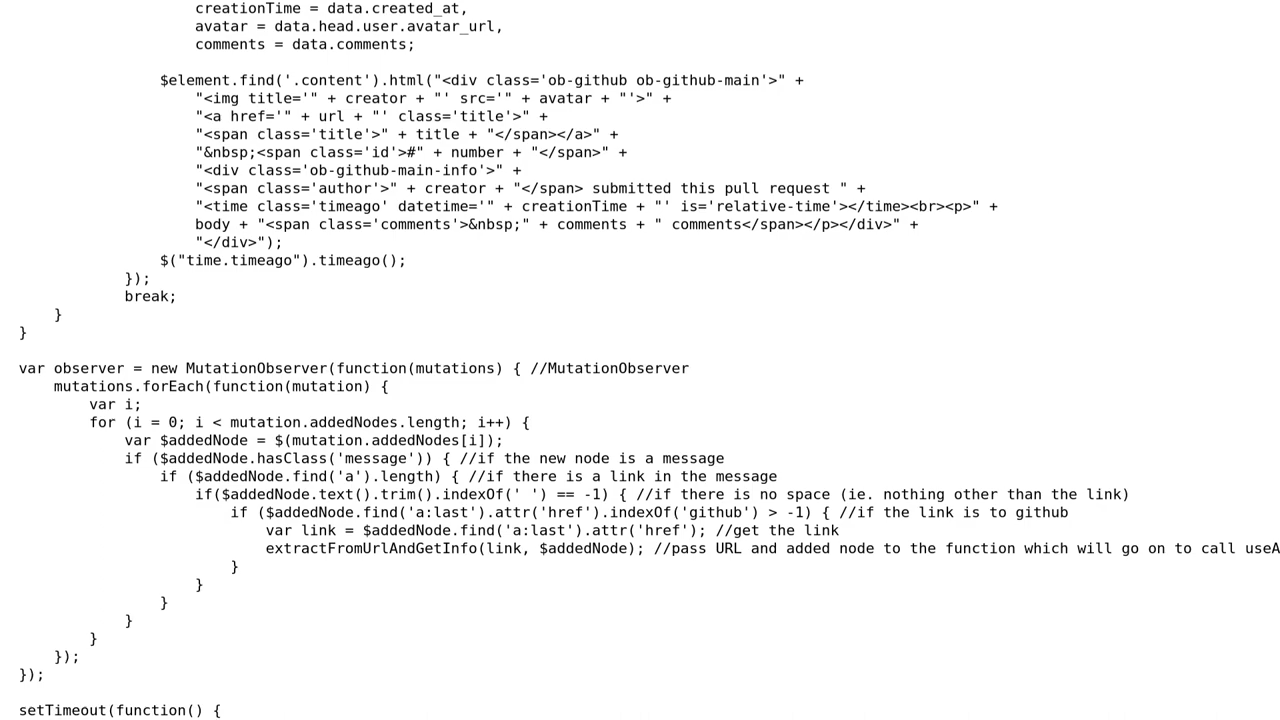 creationTime = data.created_at,
avatar = data.head.user.avatar_url,
comments = data.comments;
$element.find('.content').html("<div class='ob-github ob-github-main'>" +
"<img title='" + creator + "' src='" + avatar + "'>" +
"<a href='" + url + "' class='title'>" +
"<span class='title'>" + title + "</span></a>" +
"&nbsp;<span class='id'>#" + number + "</span>" +
"<div class='ob-github-main-info'>" +
"<span class='author'>" + creator + "</span> submitted this pull request " +
"<time class='timeago' datetime='" + creationTime + "' is='relative-time'></time><br><p>" +
body + "<span class='comments'>&nbsp;" + comments + " comments</span></p></div>" +
"</div>");
$("time.timeago").timeago();
});
break;
}
}
var observer = new MutationObserver(function(mutations) { //MutationObserver
mutations.forEach(function(mutation) {
var i;
for (i = 0; i < mutation.addedNodes.length; i++) {
var $addedNode = $(mutation.addedNodes[i]);
if ($addedNode.hasClass('message')) { //if the new node is a message
if ($addedNode.find('a').length) { //if there is a link in the message
if($addedNode.text().trim().indexOf(' ') == -1) { //if there is no space (ie. nothing other than the link)
if ($addedNode.find('a:last').attr('href').indexOf('github') > -1) { //if the link is to github
var link = $addedNode.find('a:last').attr('href'); //get the link
extractFromUrlAndGetInfo(link, $addedNode); //pass URL and added node to the function which will go on to call useA
}
}
}
}
}
});
});
setTimeout(function() {